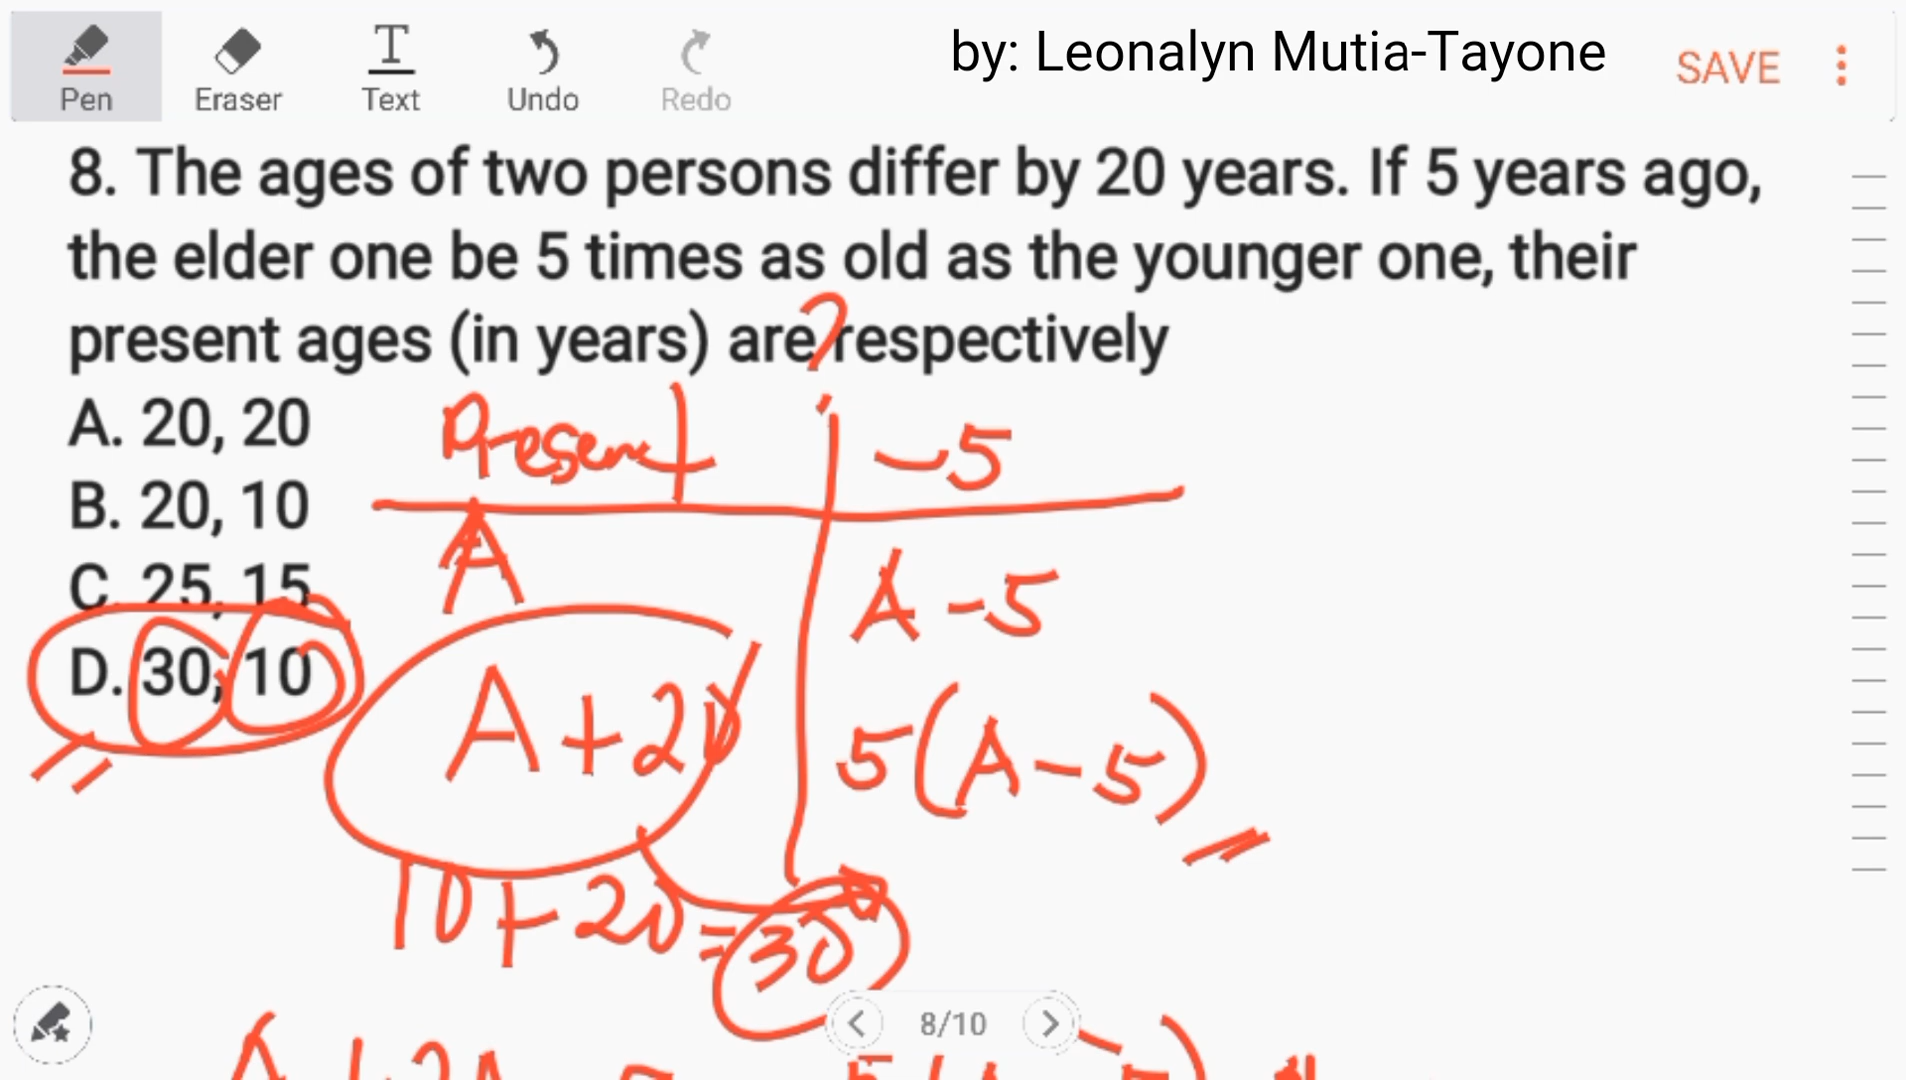 Pen
Eraser
Text
Undo
Redo
by: Leonalyn Mutia-Tayone
SAVE
8. The ages of two persons differ by 20 years. If 5 years ago,
the elder one be 5 times as old as the younger one, their
present ages (in years) are respectively
?
A. 20, 20
B. 20, 10
C. 25, 15
D. 30, 10
Present
-5
A
A-5
A+20
5(A-5)
10+20=30
8/10